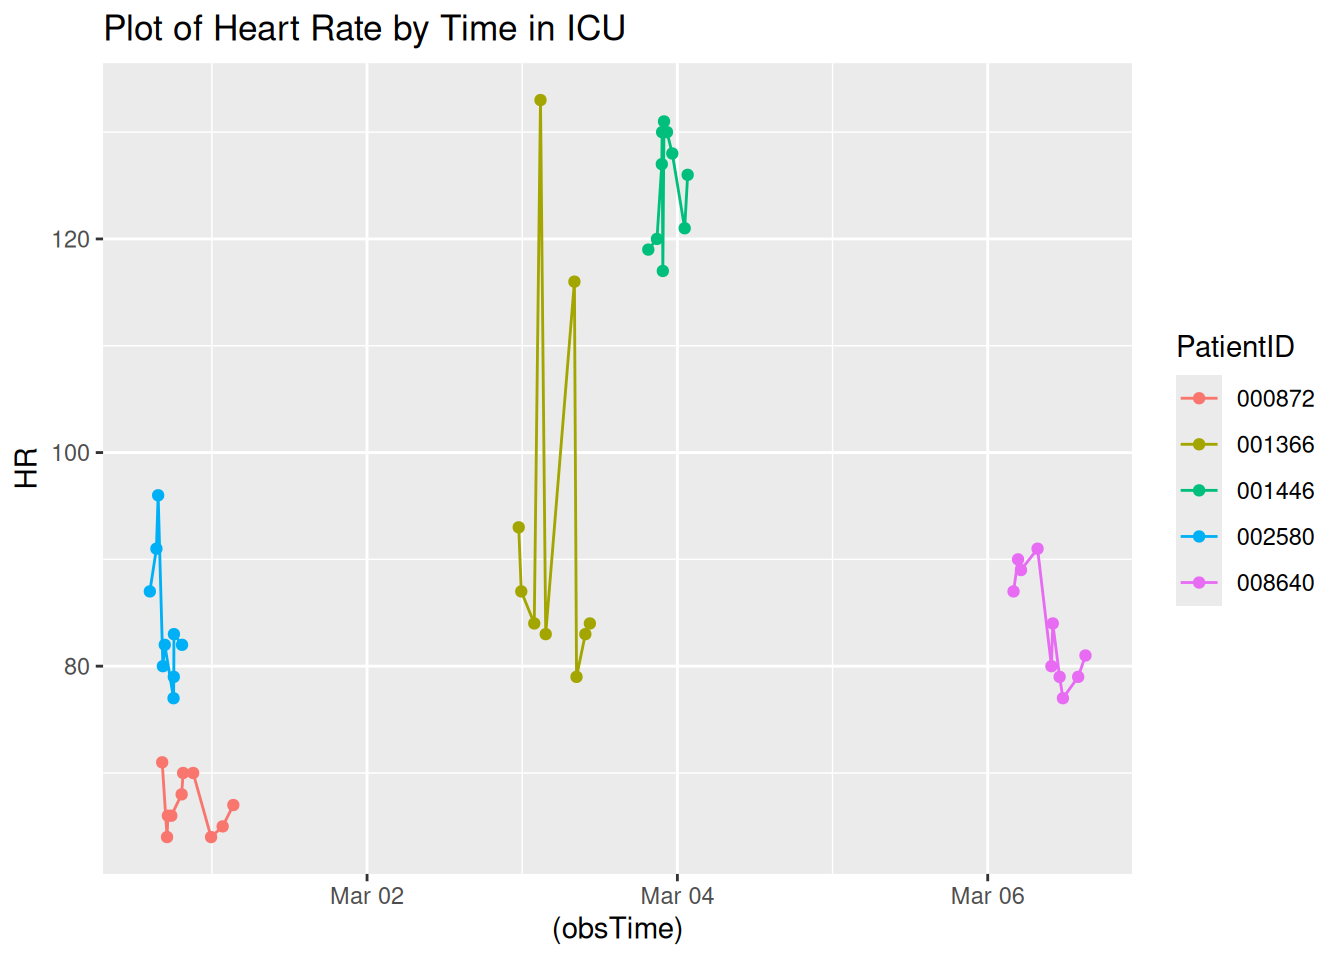 Plot of Heart Rate by Time in ICU
HR
120
100
80
Mar 02
Mar 04
Mar 06
(obsTime)
PatientID
000872
001366
001446
002580
008640